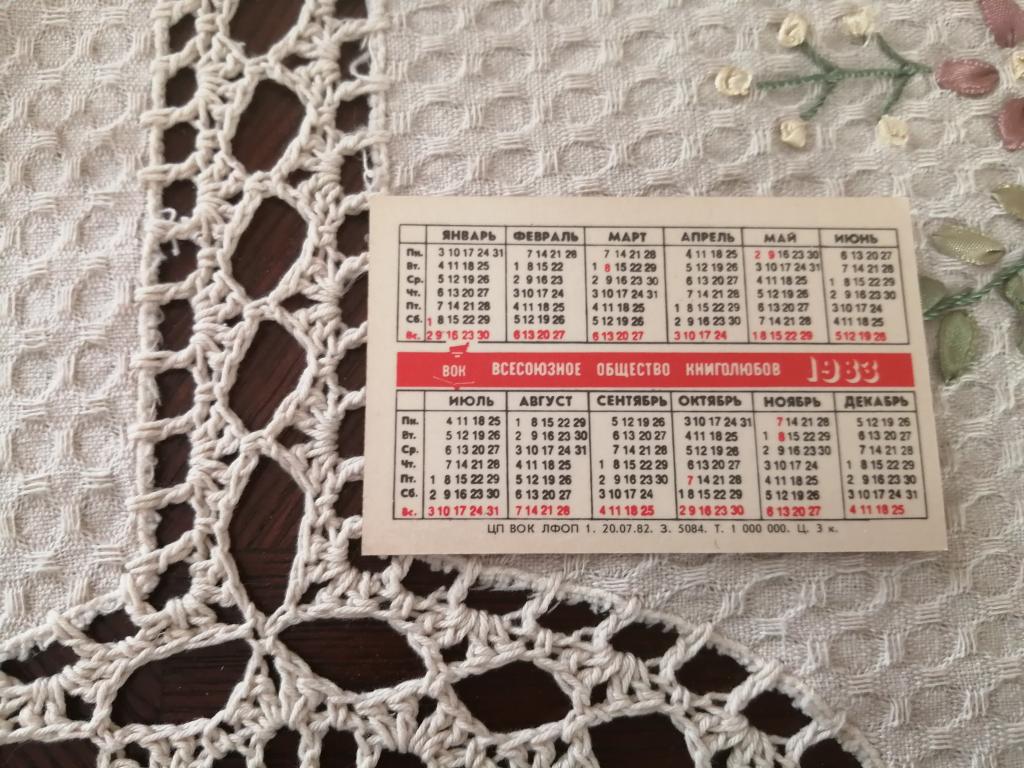 ЯНВАРЬ ФЕВРАЛЬ МАРТ АПРЕЛЬ МАЙ ИЮНЬ
Пн. 3 10 17 24 31 7 14 21 28 7 14 21 28 4 11 18 25 2 9 16 23 30 6 13 20 27
Вт. 4 11 18 25 1 8 15 22 1 8 15 22 29 5 12 19 26 3 10 17 24 31 7 14 21 28
Ср. 5 12 19 26 2 9 16 23 2 9 16 23 30 6 13 20 27 4 11 18 25 1 8 15 22 29
Чт. 6 13 20 27 3 10 17 24 3 10 17 24 31 7 14 21 28 5 12 19 26 2 9 16 23 30
Пт. 7 14 21 28 4 11 18 25 4 11 18 25 1 8 15 22 29 6 13 20 27 3 10 17 24
Сб. 1 8 15 22 29 5 12 19 26 5 12 19 26 2 9 16 23 30 7 14 21 28 4 11 18 25
Вс. 2 9 16 23 30 6 13 20 27 6 13 20 27 3 10 17 24 1 8 15 22 29 5 12 19 26
ВОК ВСЕСОЮЗНОЕ ОБЩЕСТВО КНИГОЛЮБОВ 1983
ИЮЛЬ АВГУСТ СЕНТЯБРЬ ОКТЯБРЬ НОЯБРЬ ДЕКАБРЬ
Пн. 4 11 18 25 1 8 15 22 29 5 12 19 26 3 10 17 24 31 7 14 21 28 5 12 19 26
Вт. 5 12 19 26 2 9 16 23 30 6 13 20 27 4 11 18 25 1 8 15 22 29 6 13 20 27
Ср. 6 13 20 27 3 10 17 24 31 7 14 21 28 5 12 19 26 2 9 16 23 30 7 14 21 28
Чт. 7 14 21 28 4 11 18 25 1 8 15 22 29 6 13 20 27 3 10 17 24 1 8 15 22 29
Пт. 1 8 15 22 29 5 12 19 26 2 9 16 23 30 7 14 21 28 4 11 18 25 2 9 16 23 30
Сб. 2 9 16 23 30 6 13 20 27 3 10 17 24 1 8 15 22 29 5 12 19 26 3 10 17 24 31
Вс. 3 10 17 24 31 7 14 21 28 4 11 18 25 2 9 16 23 30 6 13 20 27 4 11 18 25
ЦП ВОК ЛФОП 1. 20.07.82. З. 5084. Т. 1 000 000. Ц. 3 к.